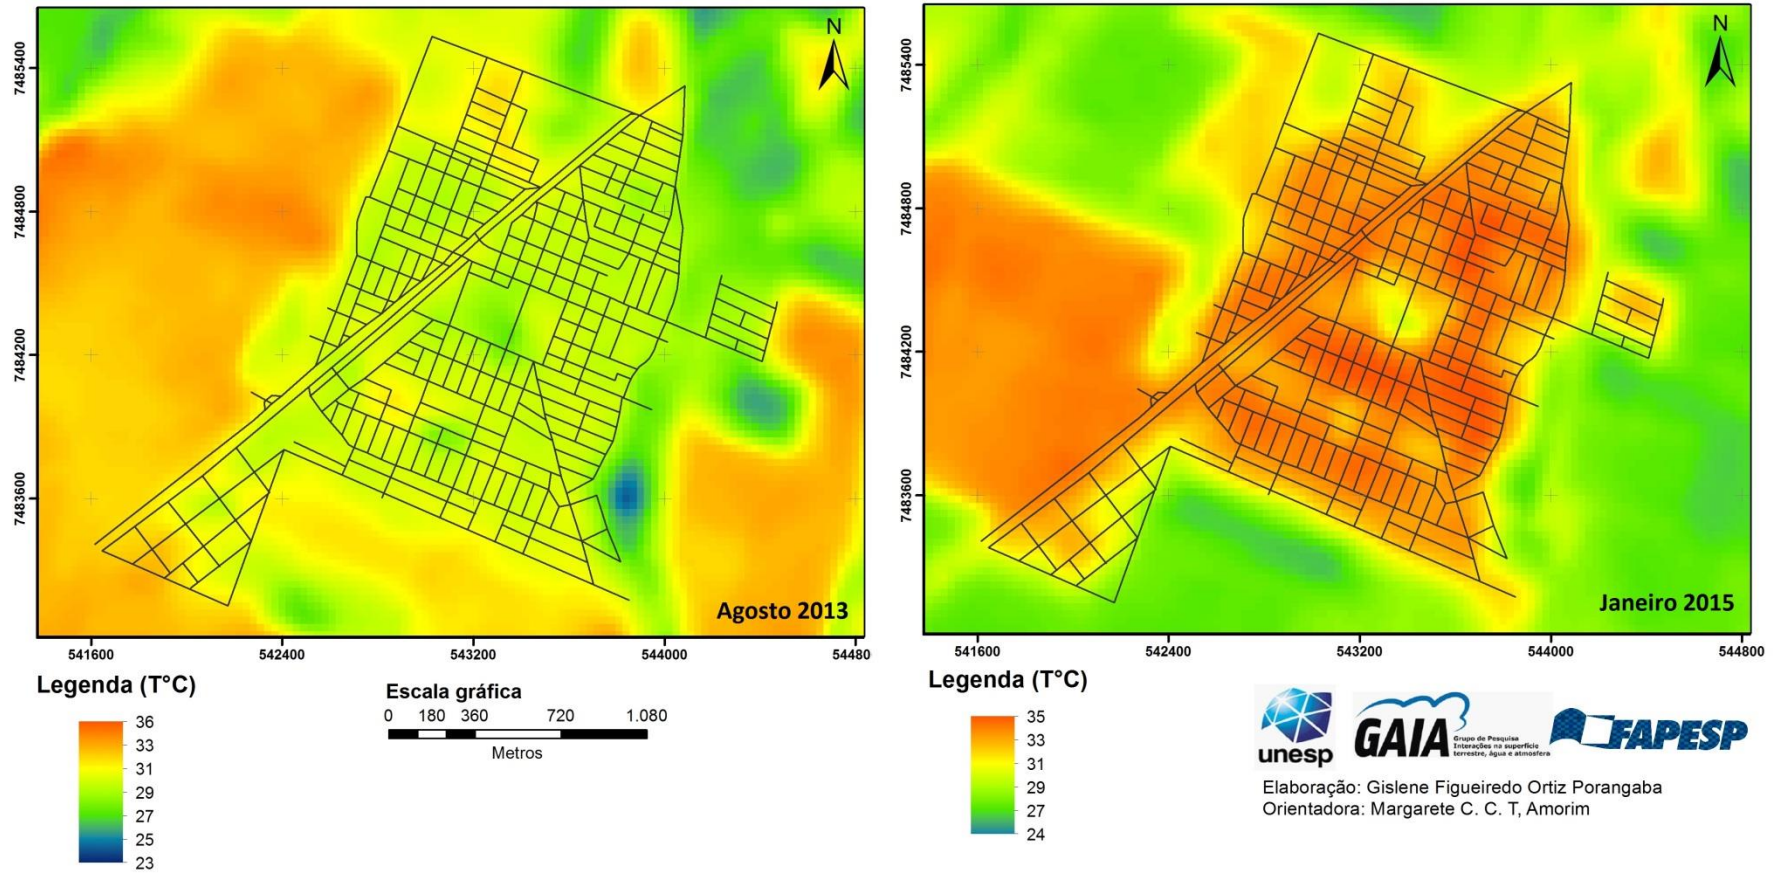 N
7485400
7484800
7484200
7483600
Agosto 2013
541600
542400
543200
544000
54480
N
7485400
7484800
7484200
7483600
Janeiro 2015
541600
542400
543200
544000
544800
Legenda (T°C)
36
33
31
29
27
25
23
Escala gráfica
0 180 360 720 1.080
Metros
Legenda (T°C)
35
33
31
29
27
24
unesp
GAIA
Grupo de Pesquisa
Interações na superfície
terrestre, água e atmosfera
FAPESP
Elaboração: Gislene Figueiredo Ortiz Porangaba
Orientadora: Margarete C. C. T, Amorim